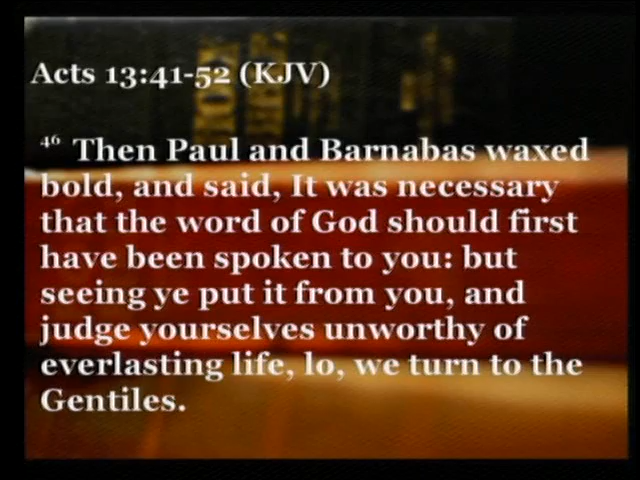 Acts 13:41-52 (KJV)
46 Then Paul and Barnabas waxed
bold, and said, It was necessary
that the word of God should first
have been spoken to you: but
seeing ye put it from you, and
judge yourselves unworthy of
everlasting life, lo, we turn to the
Gentiles.
HOLY
BIBLE